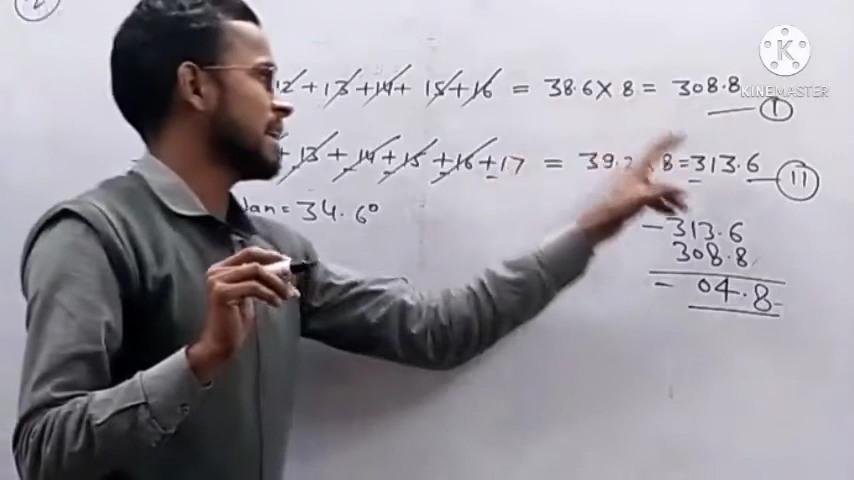 2
12 + 13 + 14 + 15 + 16 = 38.6 × 8 = 308.8
I
+ 13 + 14 + 15 + 16 + 17 = 39.2 8 = 313.6
II
Jan = 34.6°
- 313.6
308.8
- 04.8
K
KINEMASTER